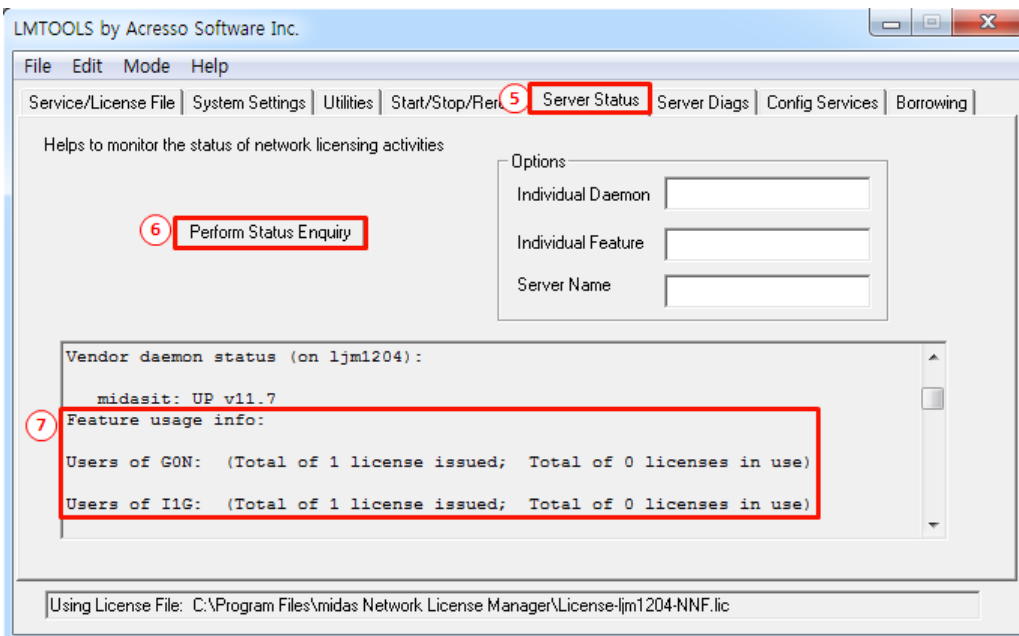 LMTOOLS by Acresso Software Inc.
File Edit Mode Help
Service/License File System Settings Utilities Start/Stop/Rer 5 Server Status Server Diags Config Services Borrowing
Helps to monitor the status of network licensing activities
Options
Individual Daemon
6 Perform Status Enquiry
Individual Feature
Server Name
Vendor daemon status (on ljm1204):
midasit: UP v11.7
7 Feature usage info:
Users of G0N: (Total of 1 license issued; Total of 0 licenses in use)
Users of I1G: (Total of 1 license issued; Total of 0 licenses in use)
Using License File: C:\Program Files\midas Network License Manager\License-ljm1204-NNF.lic